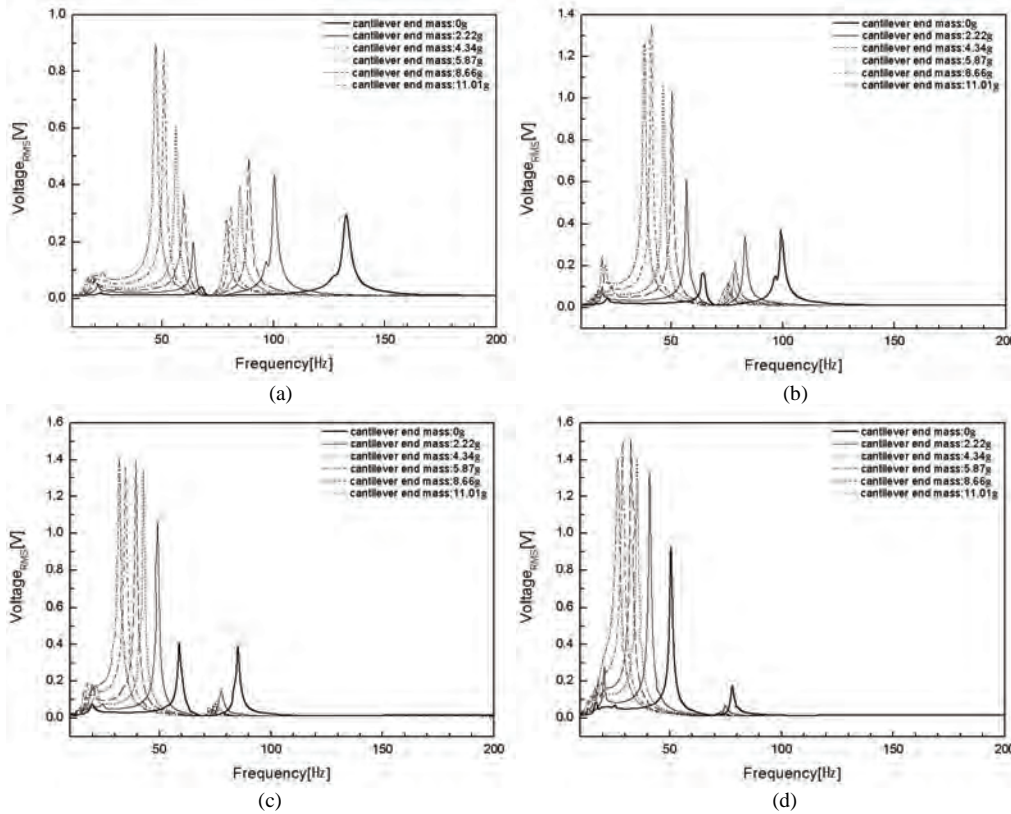 cantilever end mass:0g
cantilever end mass:2.22g
cantilever end mass:4.34g
cantilever end mass:5.87g
cantilever end mass:8.66g
cantilever end mass:11.01g
1.0
0.8
0.6
0.4
0.2
0.0
Voltage_RMS[V]
50
100
150
200
Frequency[Hz]
(a)
cantilever end mass:0g
cantilever end mass:2.22g
cantilever end mass:4.34g
cantilever end mass:5.87g
cantilever end mass:8.66g
cantilever end mass:11.01g
1.4
1.2
1.0
0.8
0.6
0.4
0.2
0.0
Voltage_RMS[V]
50
100
150
200
Frequency[Hz]
(b)
cantilever end mass:0g
cantilever end mass:2.22g
cantilever end mass:4.34g
cantilever end mass:5.87g
cantilever end mass:8.66g
cantilever end mass:11.01g
1.6
1.4
1.2
1.0
0.8
0.6
0.4
0.2
0.0
Voltage_RMS[V]
50
100
150
200
Frequency[Hz]
(c)
cantilever end mass:0g
cantilever end mass:2.22g
cantilever end mass:4.34g
cantilever end mass:5.87g
cantilever end mass:8.66g
cantilever end mass:11.01g
1.6
1.4
1.2
1.0
0.8
0.6
0.4
0.2
0.0
Voltage_RMS[V]
50
100
150
200
Frequency[Hz]
(d)